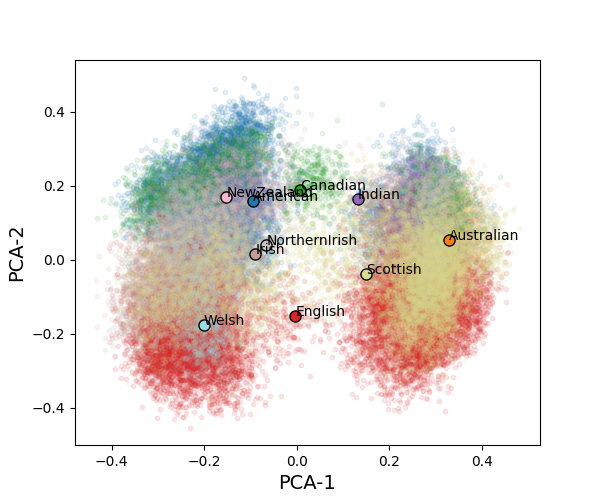 PCA-2
0.4
0.2
0.0
−0.2
−0.4
Canadian
NewZealand
American
Indian
Australian
NorthernIrish
Irish
Scottish
English
Welsh
−0.4 −0.2 0.0 0.2 0.4
PCA-1